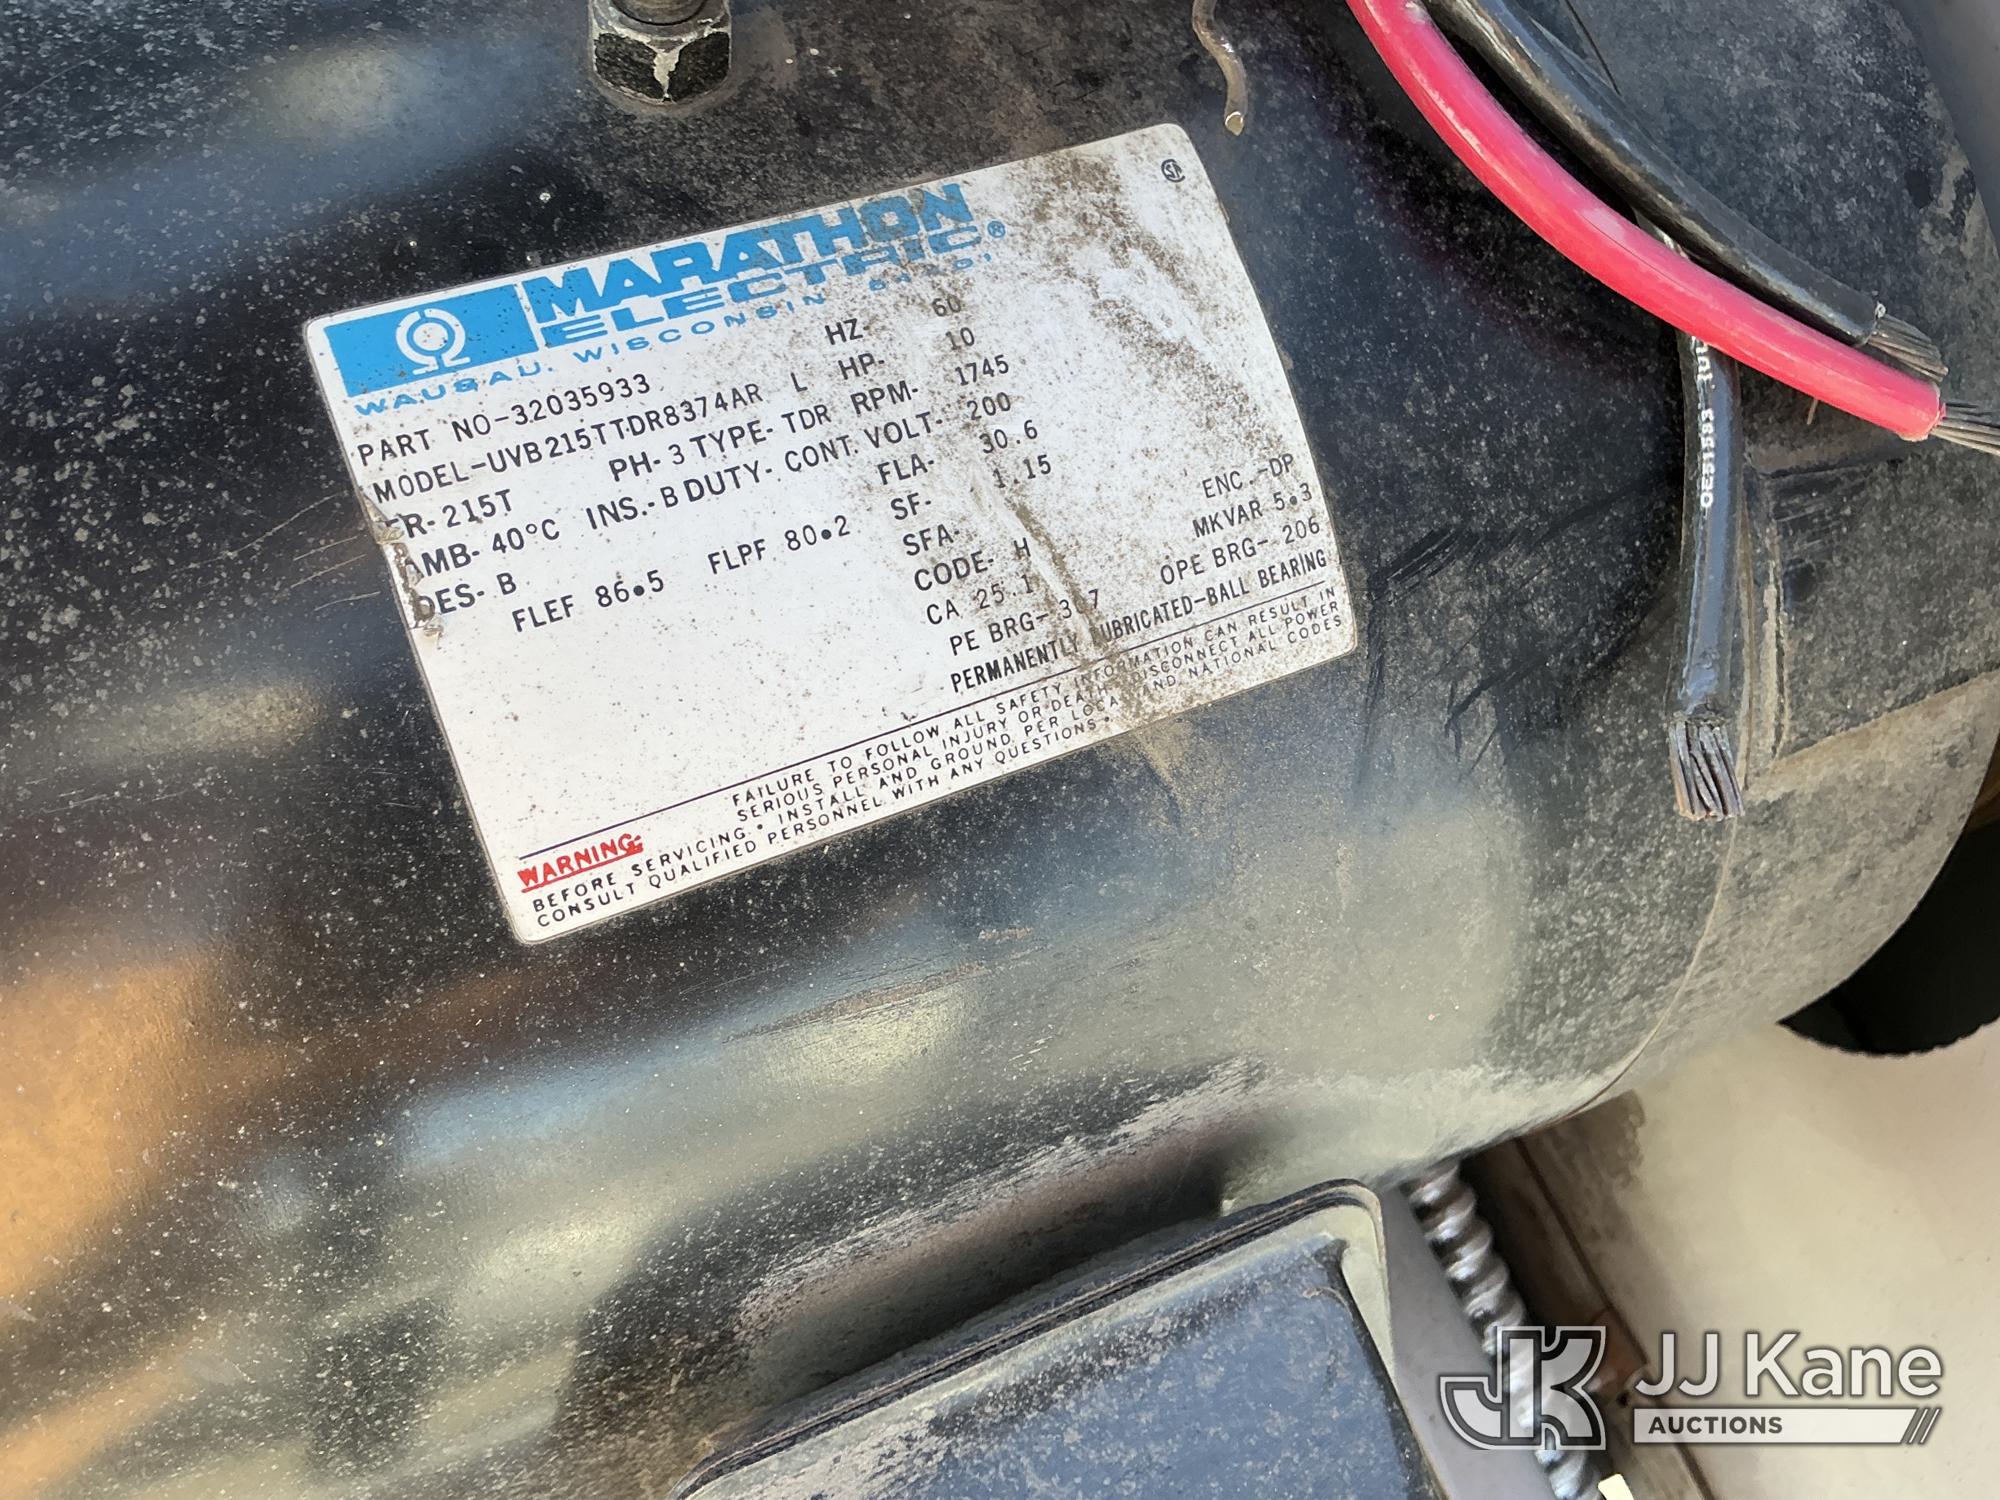 MARATHON
ELECTRIC®
WAUSAU, WISCONSIN
PART NO-32035933 HZ 60
MODEL-UVB215TTDR8374AR L HP- 10
215T PH-3 TYPE-TDR RPM- 1745
AMB-40°C INS.-B DUTY-CONT. VOLT- 200
DES-B FLA- 30.6
FLEF 86.5 FLPF 80.2 SF- 1.15
SFA- ENC.-DP
CODE- H MKVAR 5.3
CA 25.1 OPE BRG- 206
PE BRG-
PERMANENTLY LUBRICATED-BALL BEARING
WARNING: FAILURE TO FOLLOW ALL SAFETY INFORMATION CAN RESULT IN
SERIOUS PERSONAL INJURY OR DEATH DISCONNECT ALL POWER
BEFORE SERVICING • INSTALL AND GROUND PER LOCAL AND NATIONAL CODES
CONSULT QUALIFIED PERSONNEL WITH ANY QUESTIONS •
JJ Kane
AUCTIONS